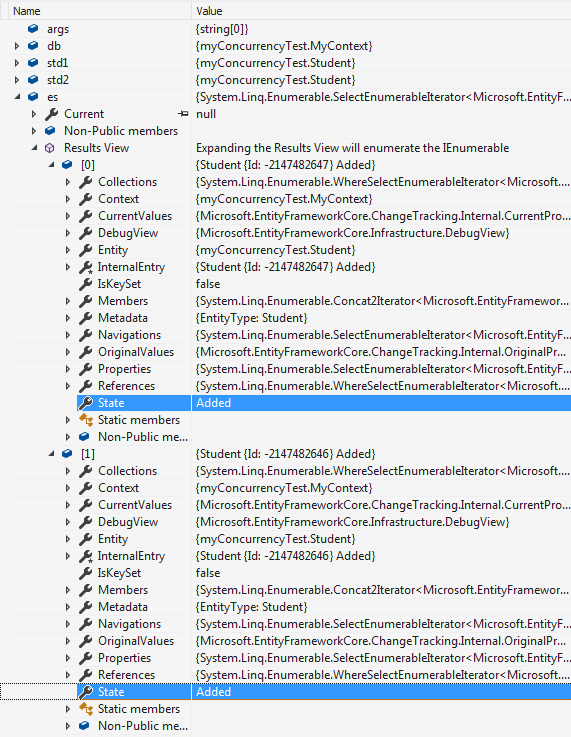 Name Value
args {string[0]}
db {myConcurrencyTest.MyContext}
std1 {myConcurrencyTest.Student}
std2 {myConcurrencyTest.Student}
es {System.Linq.Enumerable.SelectEnumerableIterator<Microsoft.EntityF...
Current null
Non-Public members
Results View Expanding the Results View will enumerate the IEnumerable
[0] {Student {Id: -2147482647} Added}
Collections {System.Linq.Enumerable.WhereSelectEnumerableIterator<Microsoft....
Context {myConcurrencyTest.MyContext}
CurrentValues {Microsoft.EntityFrameworkCore.ChangeTracking.Internal.CurrentPro...
DebugView {Microsoft.EntityFrameworkCore.Infrastructure.DebugView}
Entity {myConcurrencyTest.Student}
InternalEntry {Student {Id: -2147482647} Added}
IsKeySet false
Members {System.Linq.Enumerable.Concat2Iterator<Microsoft.EntityFramewor...
Metadata {EntityType: Student}
Navigations {System.Linq.Enumerable.SelectEnumerableIterator<Microsoft.EntityF...
OriginalValues {Microsoft.EntityFrameworkCore.ChangeTracking.Internal.OriginalPr...
Properties {System.Linq.Enumerable.SelectEnumerableIterator<Microsoft.EntityF...
References {System.Linq.Enumerable.WhereSelectEnumerableIterator<Microsoft....
State Added
Static members
Non-Public me...
[1] {Student {Id: -2147482646} Added}
Collections {System.Linq.Enumerable.WhereSelectEnumerableIterator<Microsoft....
Context {myConcurrencyTest.MyContext}
CurrentValues {Microsoft.EntityFrameworkCore.ChangeTracking.Internal.CurrentPro...
DebugView {Microsoft.EntityFrameworkCore.Infrastructure.DebugView}
Entity {myConcurrencyTest.Student}
InternalEntry {Student {Id: -2147482646} Added}
IsKeySet false
Members {System.Linq.Enumerable.Concat2Iterator<Microsoft.EntityFramewor...
Metadata {EntityType: Student}
Navigations {System.Linq.Enumerable.SelectEnumerableIterator<Microsoft.EntityF...
OriginalValues {Microsoft.EntityFrameworkCore.ChangeTracking.Internal.OriginalPr...
Properties {System.Linq.Enumerable.SelectEnumerableIterator<Microsoft.EntityF...
References {System.Linq.Enumerable.WhereSelectEnumerableIterator<Microsoft....
State Added
Static members
Non-Public me...